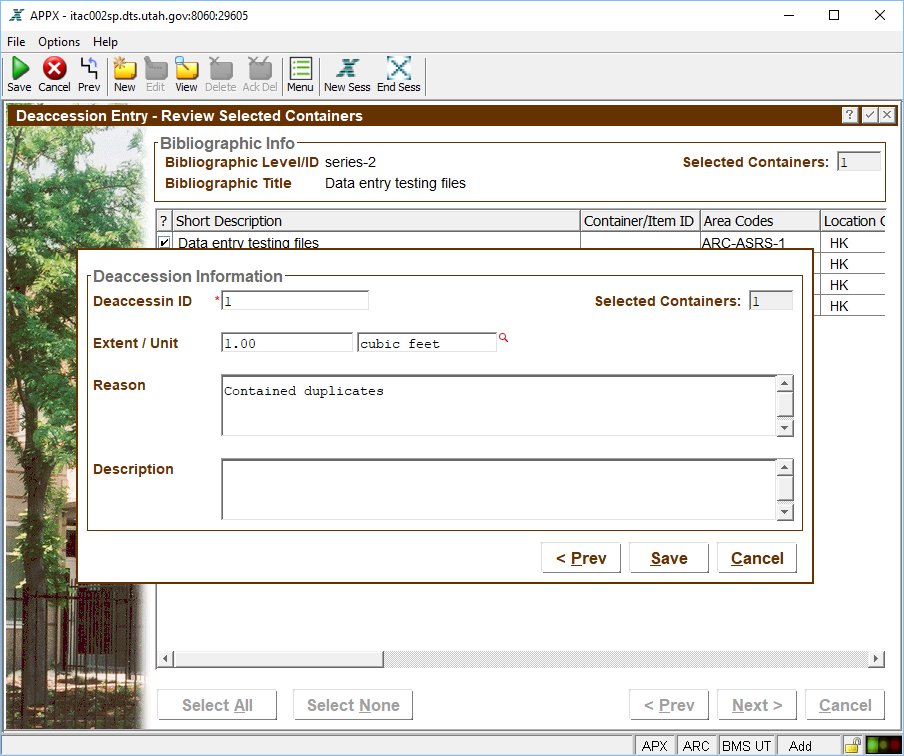 APPX - itac002sp.dts.utah.gov:8060:29605
File Options Help
Save Cancel Prev New Edit View Delete Ack Del Menu New Sess End Sess
Deaccession Entry - Review Selected Containers ?
Bibliographic Info
Bibliographic Level/ID series-2 Selected Containers: 1
Bibliographic Title Data entry testing files
? Short Description Container/Item ID Area Codes Location C
Data entry testing files ARC-ASRS-1 HK
HK
HK
HK
Deaccession Information
Deaccessin ID *1 Selected Containers: 1
Extent / Unit 1.00 cubic feet
Reason Contained duplicates
Description
< Prev Save Cancel
Select All Select None < Prev Next > Cancel
APX ARC BMS UT Add